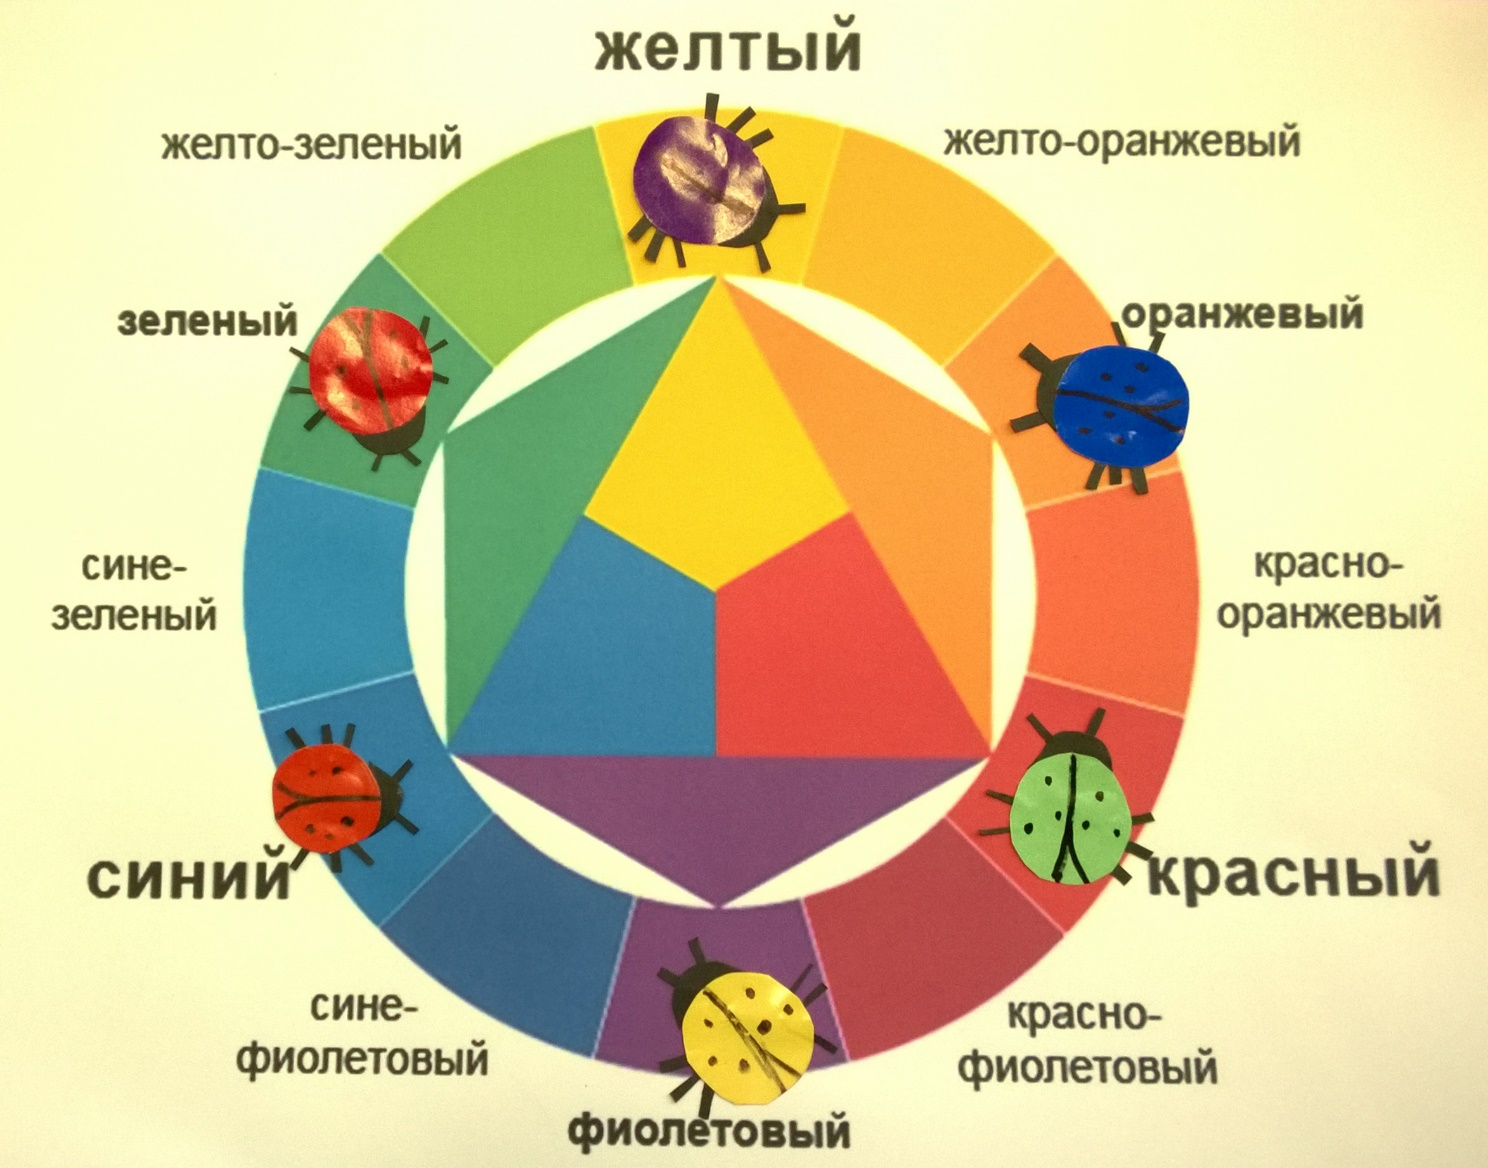 желтый
желто-зеленый
желто-оранжевый
зеленый
оранжевый
сине-
зеленый
красно-
оранжевый
синий
красный
сине-
фиолетовый
красно-
фиолетовый
фиолетовый